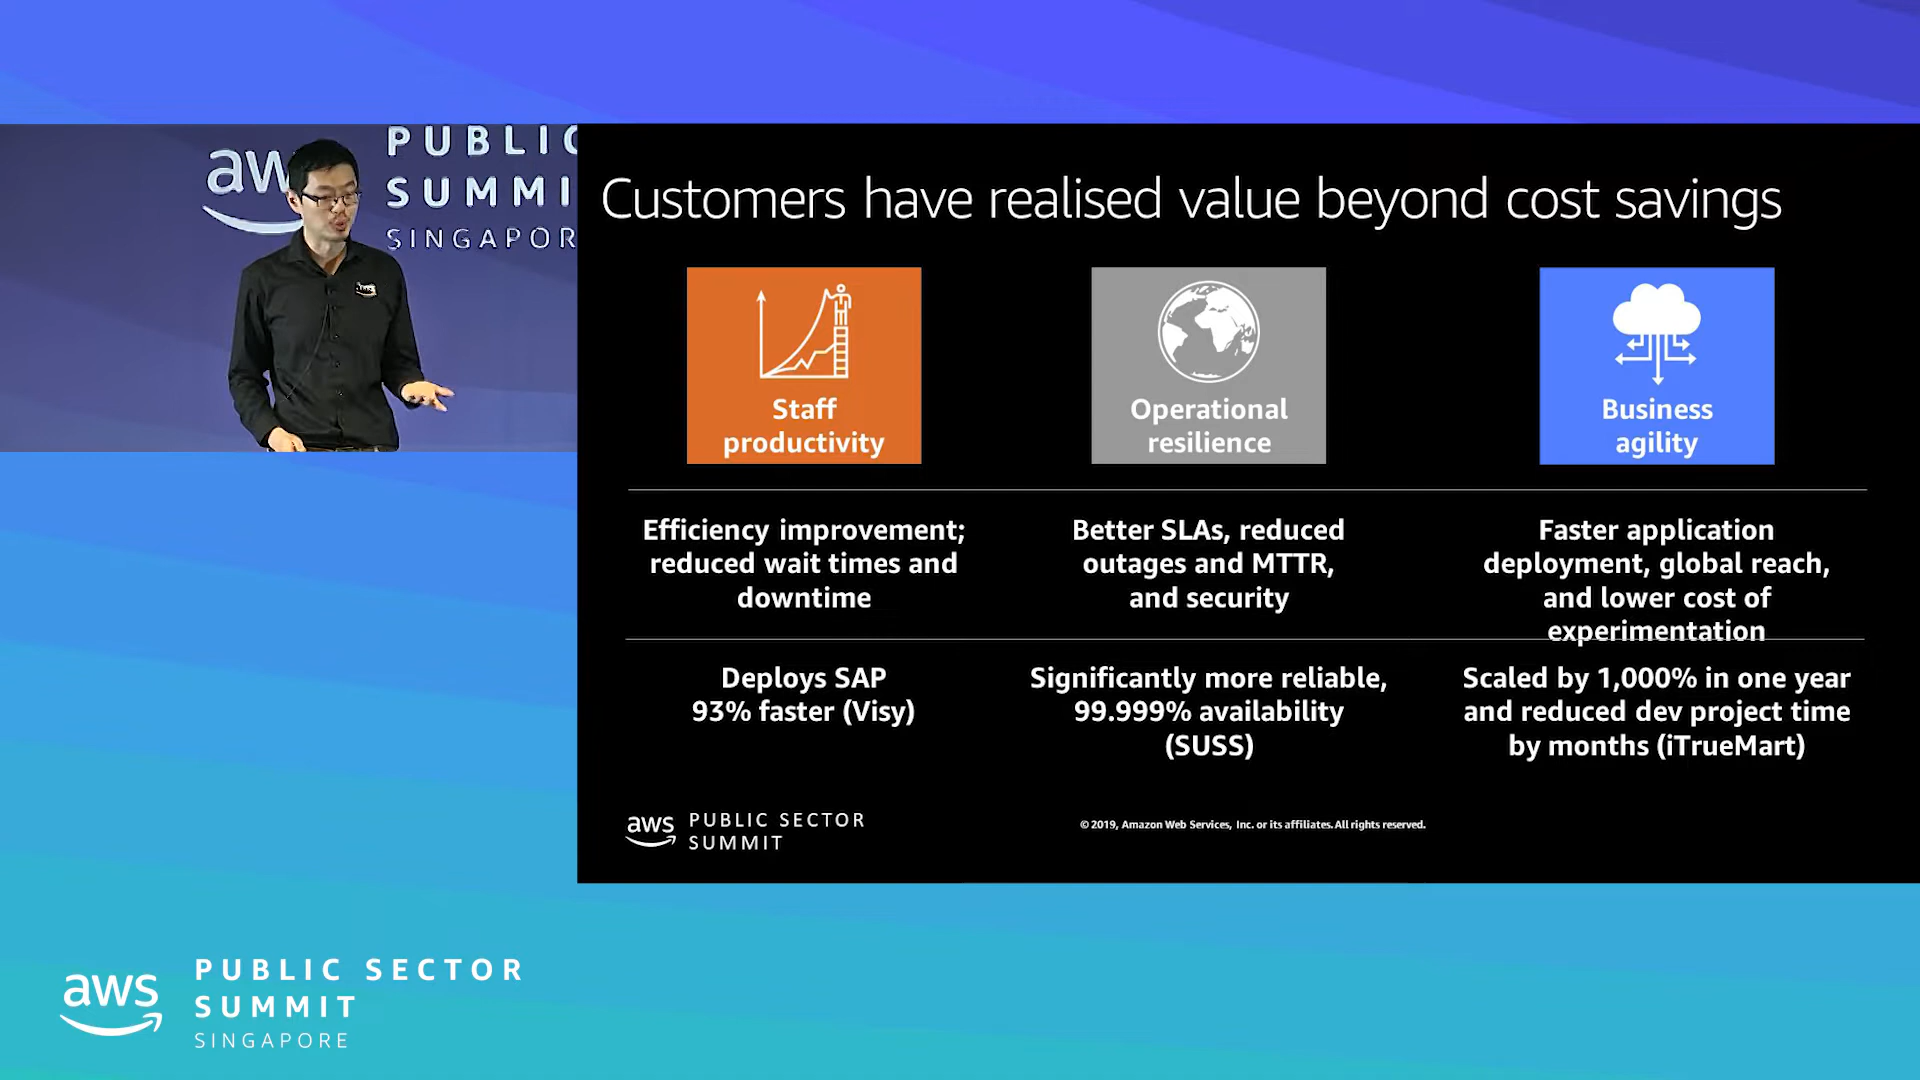 aws
PUBLIC
SUMMI
SINGAPOR
aws
Customers have realised value beyond cost savings
Staff
productivity
Operational
resilience
Business
agility
Efficiency improvement;
reduced wait times and
downtime
Better SLAs, reduced
outages and MTTR,
and security
Faster application
deployment, global reach,
and lower cost of
experimentation
Deploys SAP
93% faster (Visy)
Significantly more reliable,
99.999% availability
(SUSS)
Scaled by 1,000% in one year
and reduced dev project time
by months (iTrueMart)
aws
PUBLIC SECTOR
SUMMIT
© 2019, Amazon Web Services, Inc. or its affiliates. All rights reserved.
aws
PUBLIC SECTOR
SUMMIT
SINGAPORE